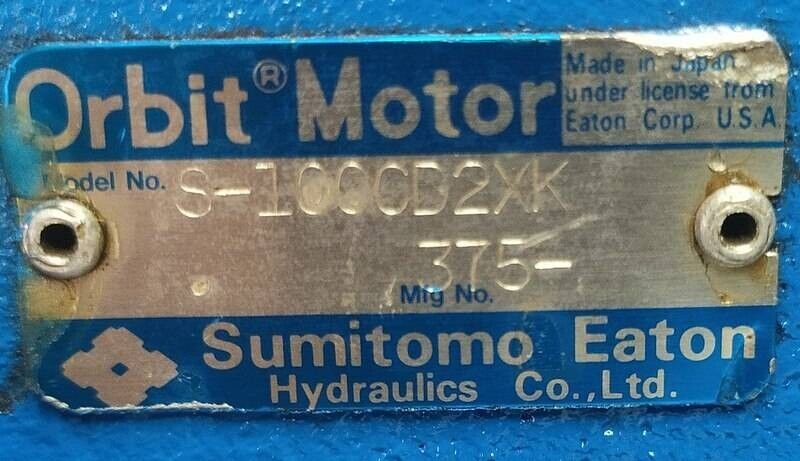 Orbit® Motor
Made in Japan
under license from
Eaton Corp. U.S.A
Model No. S-100CD2XK
375-
Mfg No.
Sumitomo Eaton
Hydraulics Co.,Ltd.